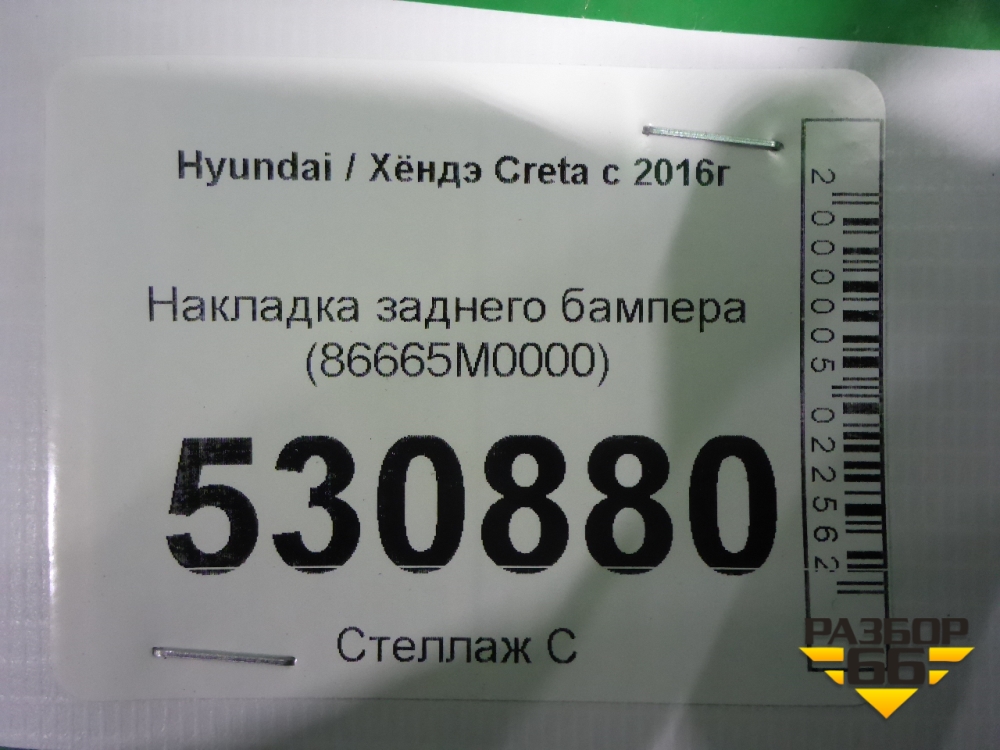 Hyundai / Хёндэ Creta с 2016г
Накладка заднего бампера
(86665M0000)
530880
Стеллаж С
2000005022562
РАЗБОР
66